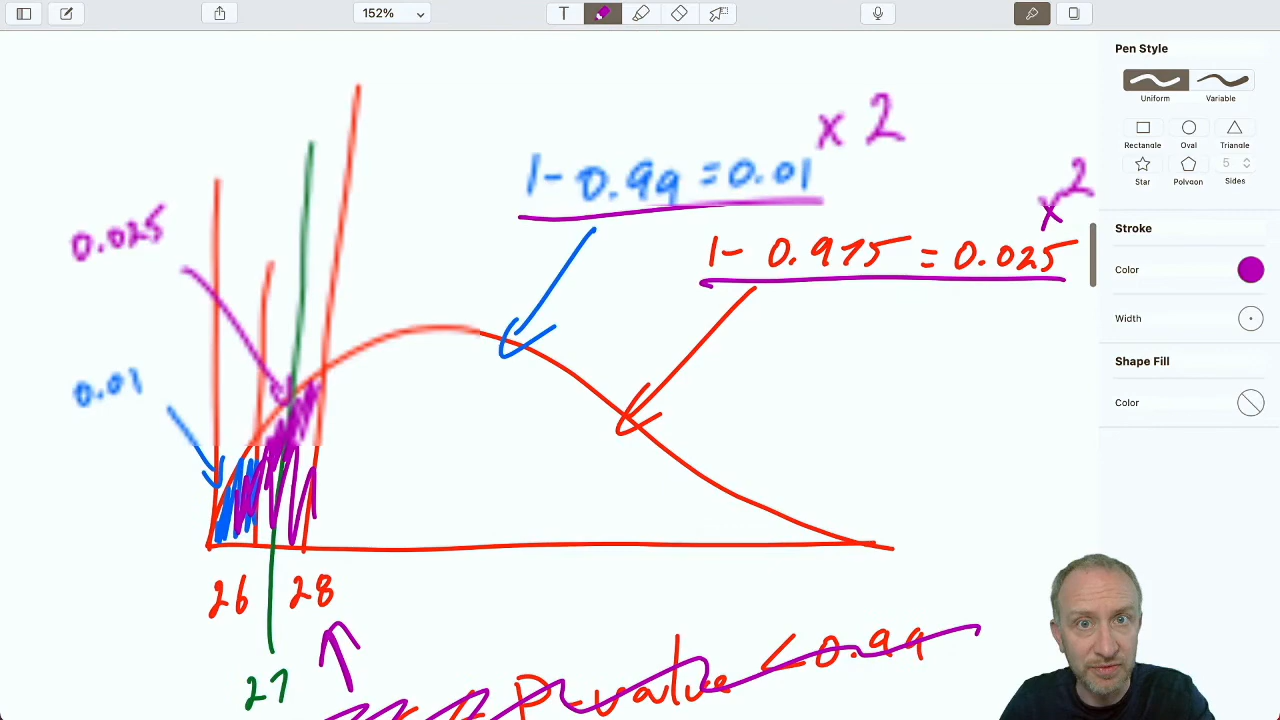 152%
T
Pen Style
Uniform
Variable
Rectangle
Oval
Triangle
Star
Polygon
5
Sides
Stroke
Color
Width
Shape Fill
Color
x 2
1- 0.99 = 0.01
x 2
1- 0.975 = 0.025
0.025
0.01
26
28
27
P-value < 0.99